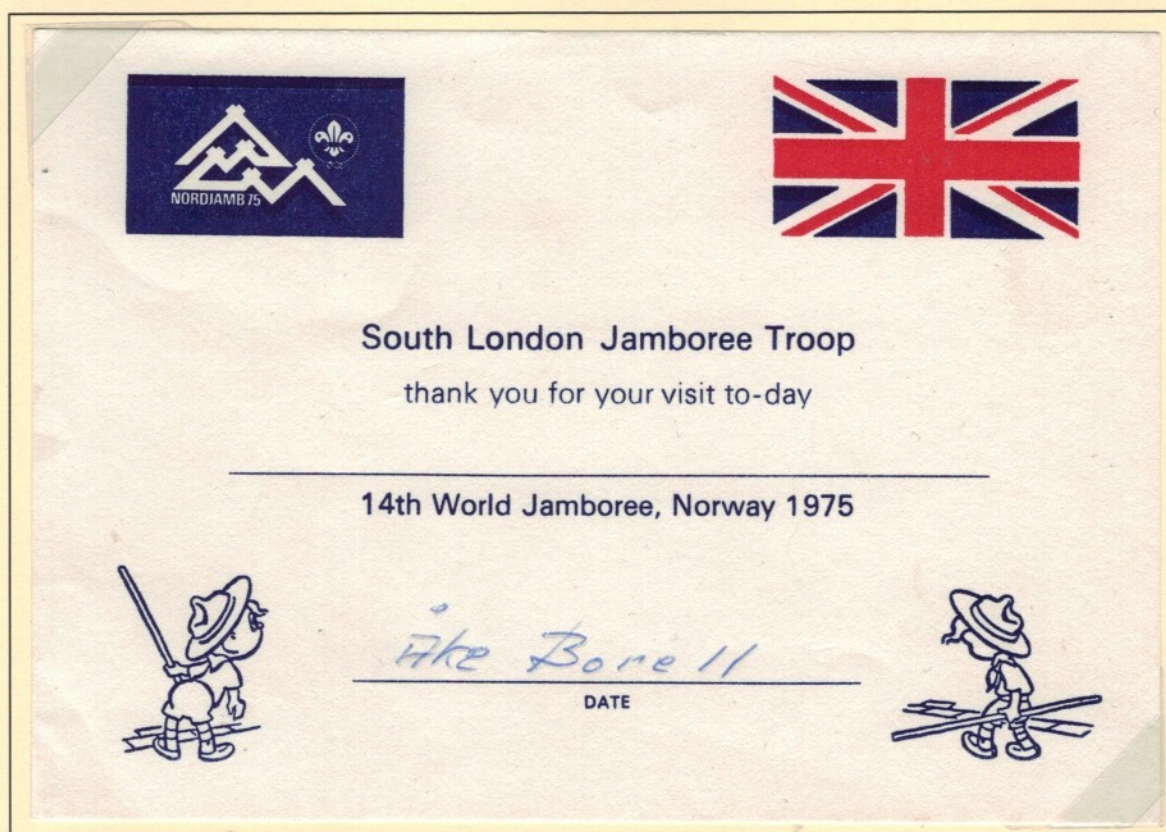 NORDJAMB 75
South London Jamboree Troop
thank you for your visit to-day
14th World Jamboree, Norway 1975
Åke Borell
DATE